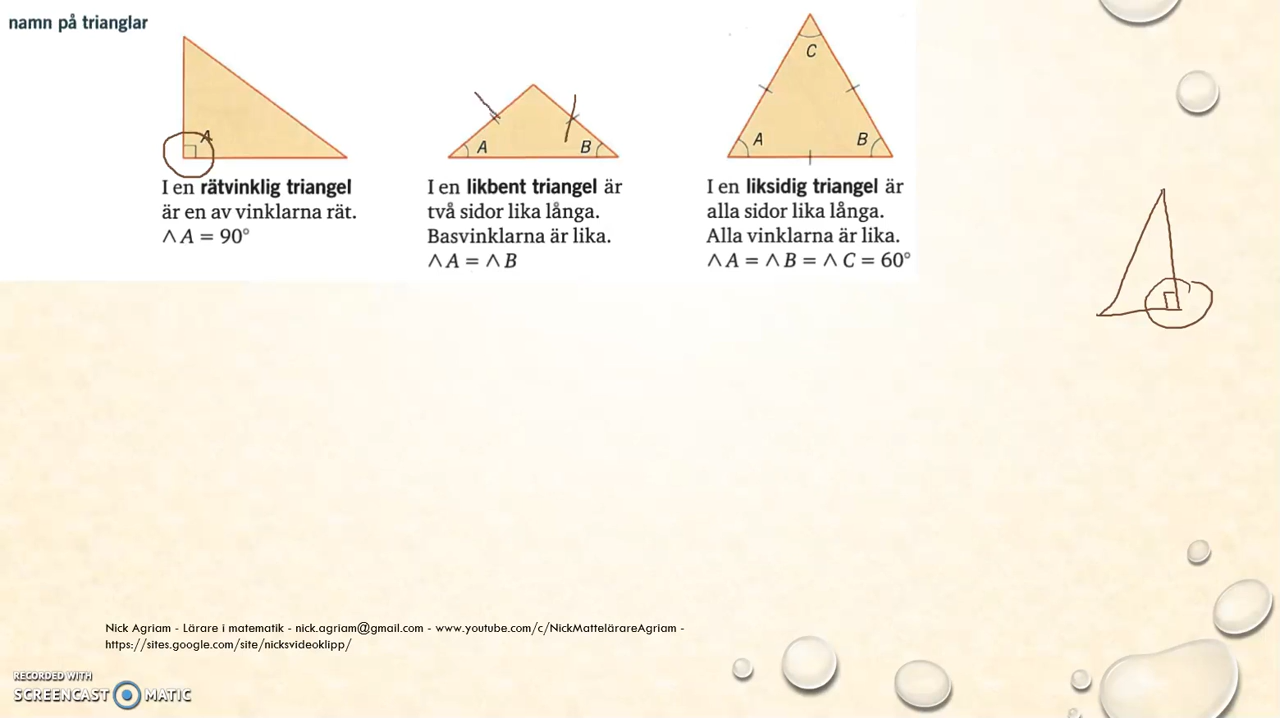 namn på trianglar
A
I en rätvinklig triangel
är en av vinklarna rät.
∧ A = 90°
A B
I en likbent triangel är
två sidor lika långa.
Basvinklarna är lika.
∧ A = ∧ B
C
A B
I en liksidig triangel är
alla sidor lika långa.
Alla vinklarna är lika.
∧ A = ∧ B = ∧ C = 60°
Nick Agriam - Lärare i matematik - nick.agriam@gmail.com - www.youtube.com/c/NickMattelärareAgriam -
https://sites.google.com/site/nicksvideoklipp/
RECORDED WITH
SCREENCAST MATIC